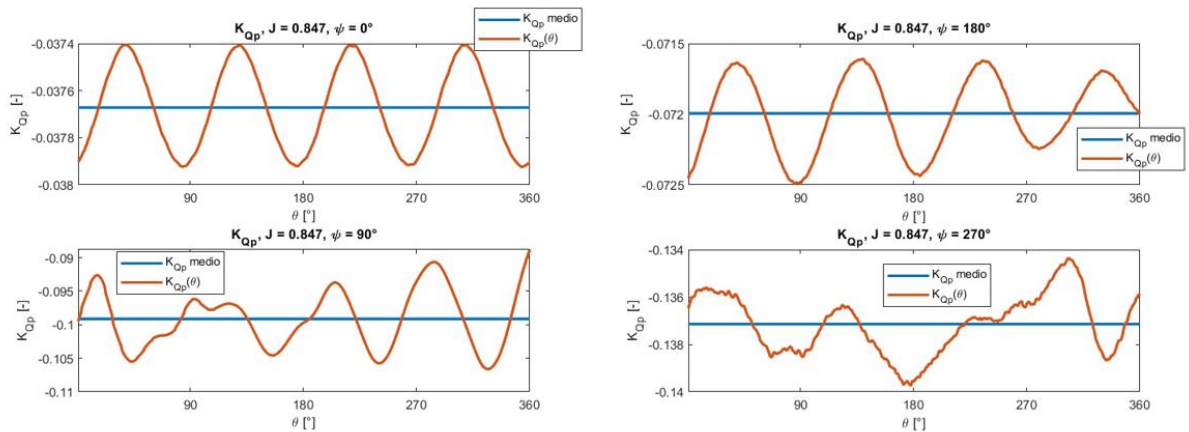 K_Qp, J = 0.847, ψ = 0°
K_Qp medio
K_Qp(θ)
-0.0374
-0.0376
-0.0378
-0.038
K_Qp [-]
90
180
270
360
θ [°]
K_Qp, J = 0.847, ψ = 180°
-0.0715
-0.072
-0.0725
K_Qp [-]
K_Qp medio
K_Qp(θ)
90
180
270
360
θ [°]
K_Qp, J = 0.847, ψ = 90°
K_Qp medio
K_Qp(θ)
-0.09
-0.095
-0.1
-0.105
-0.11
K_Qp [-]
90
180
270
360
θ [°]
K_Qp, J = 0.847, ψ = 270°
K_Qp medio
K_Qp(θ)
-0.134
-0.136
-0.138
-0.14
K_Qp [-]
90
180
270
360
θ [°]